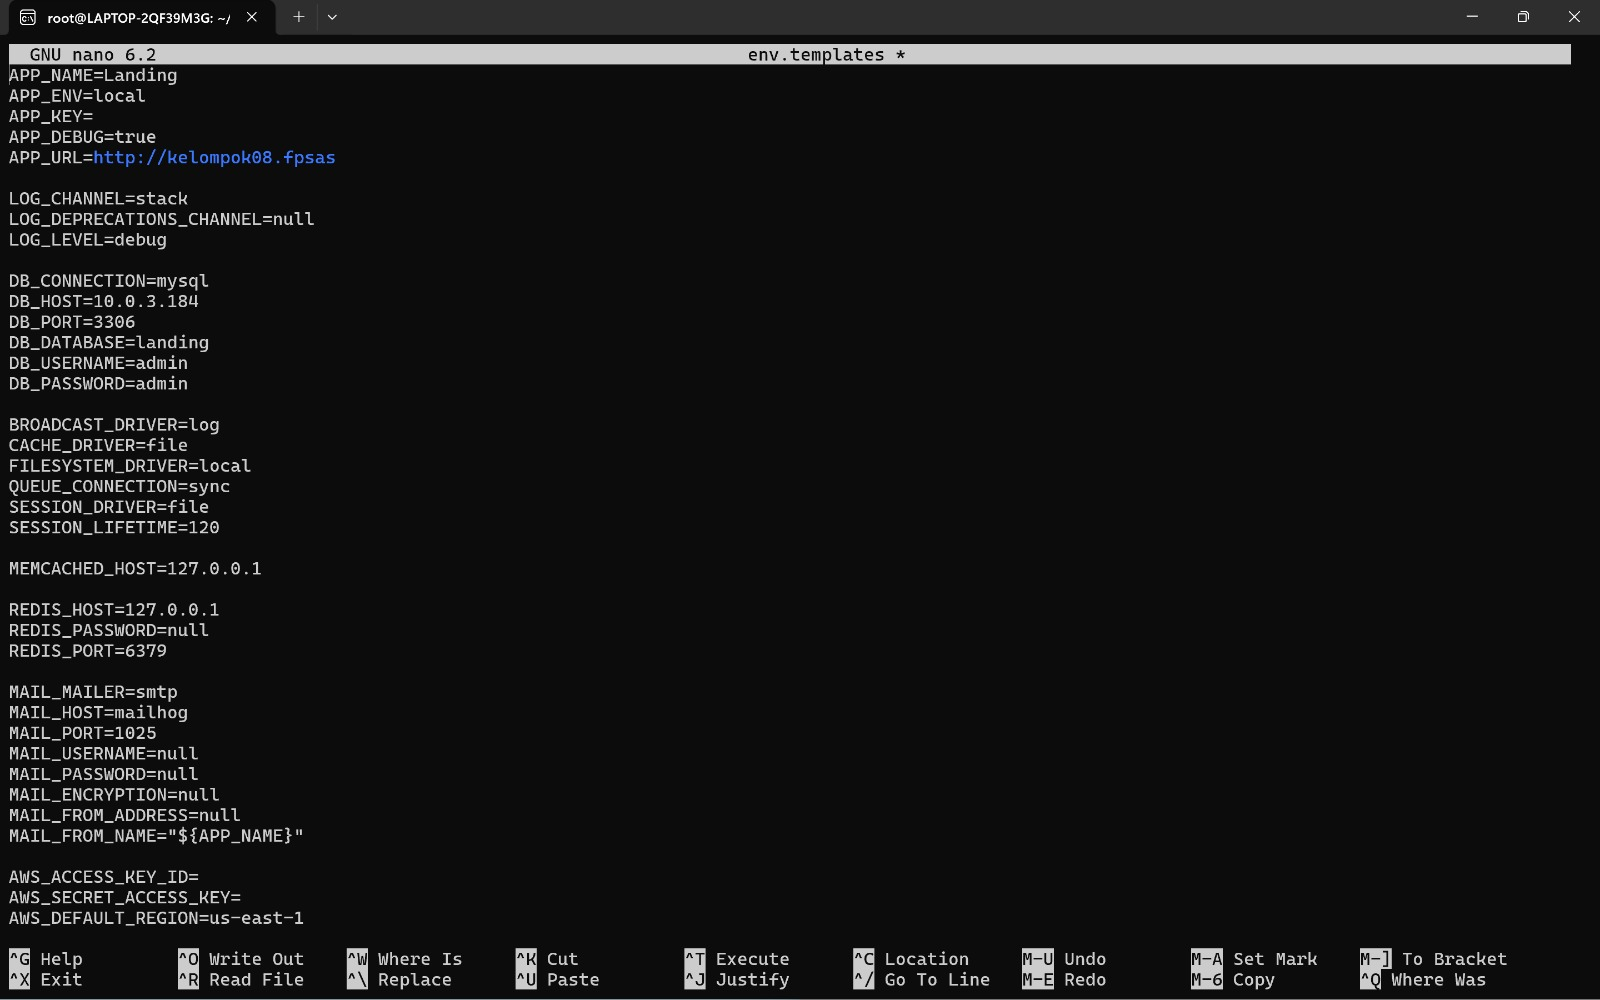 root@LAPTOP-2QF39M3G: ~/
GNU nano 6.2 env.templates *
APP_NAME=Landing
APP_ENV=local
APP_KEY=
APP_DEBUG=true
APP_URL=http://kelompok08.fpsas
LOG_CHANNEL=stack
LOG_DEPRECATIONS_CHANNEL=null
LOG_LEVEL=debug
DB_CONNECTION=mysql
DB_HOST=10.0.3.184
DB_PORT=3306
DB_DATABASE=landing
DB_USERNAME=admin
DB_PASSWORD=admin
BROADCAST_DRIVER=log
CACHE_DRIVER=file
FILESYSTEM_DRIVER=local
QUEUE_CONNECTION=sync
SESSION_DRIVER=file
SESSION_LIFETIME=120
MEMCACHED_HOST=127.0.0.1
REDIS_HOST=127.0.0.1
REDIS_PASSWORD=null
REDIS_PORT=6379
MAIL_MAILER=smtp
MAIL_HOST=mailhog
MAIL_PORT=1025
MAIL_USERNAME=null
MAIL_PASSWORD=null
MAIL_ENCRYPTION=null
MAIL_FROM_ADDRESS=null
MAIL_FROM_NAME="${APP_NAME}"
AWS_ACCESS_KEY_ID=
AWS_SECRET_ACCESS_KEY=
AWS_DEFAULT_REGION=us-east-1
^G Help ^O Write Out ^W Where Is ^K Cut ^T Execute ^C Location M-U Undo M-A Set Mark M-] To Bracket
^X Exit ^R Read File ^\ Replace ^U Paste ^J Justify ^/ Go To Line M-E Redo M-6 Copy ^Q Where Was